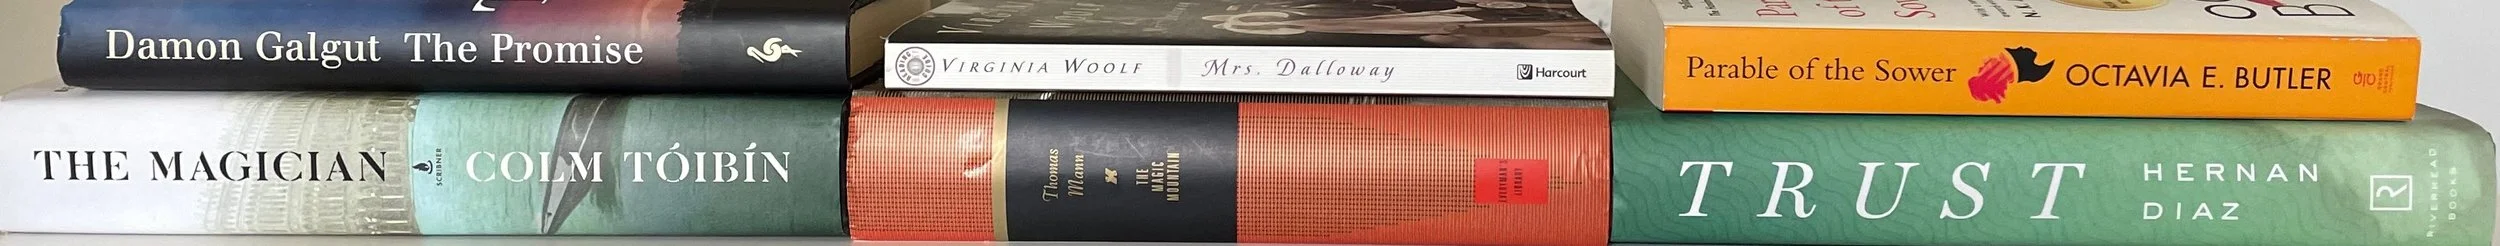 Damon Galgut The Promise
VIRGINIA WOOLF Mrs. Dalloway Harcourt
Parable of the Sower OCTAVIA E. BUTLER
THE MAGICIAN SCRIBNER COLM TÓIBÍN
Thomas
Mann
THE
MAGIC
MOUNTAIN
EVERYMAN'S
LIBRARY
TRUST HERNAN
DIAZ
R
RIVERHEAD
BOOKS